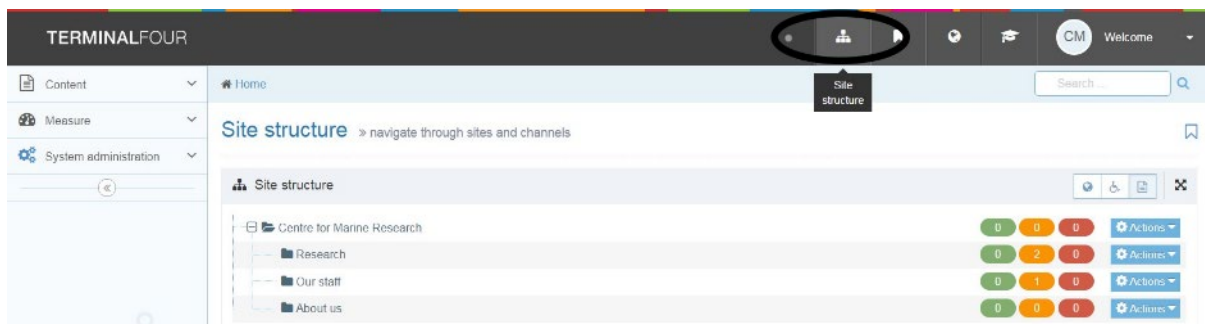 TERMINALFOUR
CM Welcome
Content
Home
Site structure
Search ...
Measure
Site structure » navigate through sites and channels
System administration
Site structure
Centre for Marine Research 0 0 0 Actions
Research 0 2 0 Actions
Our staff 0 1 0 Actions
About us 0 0 0 Actions